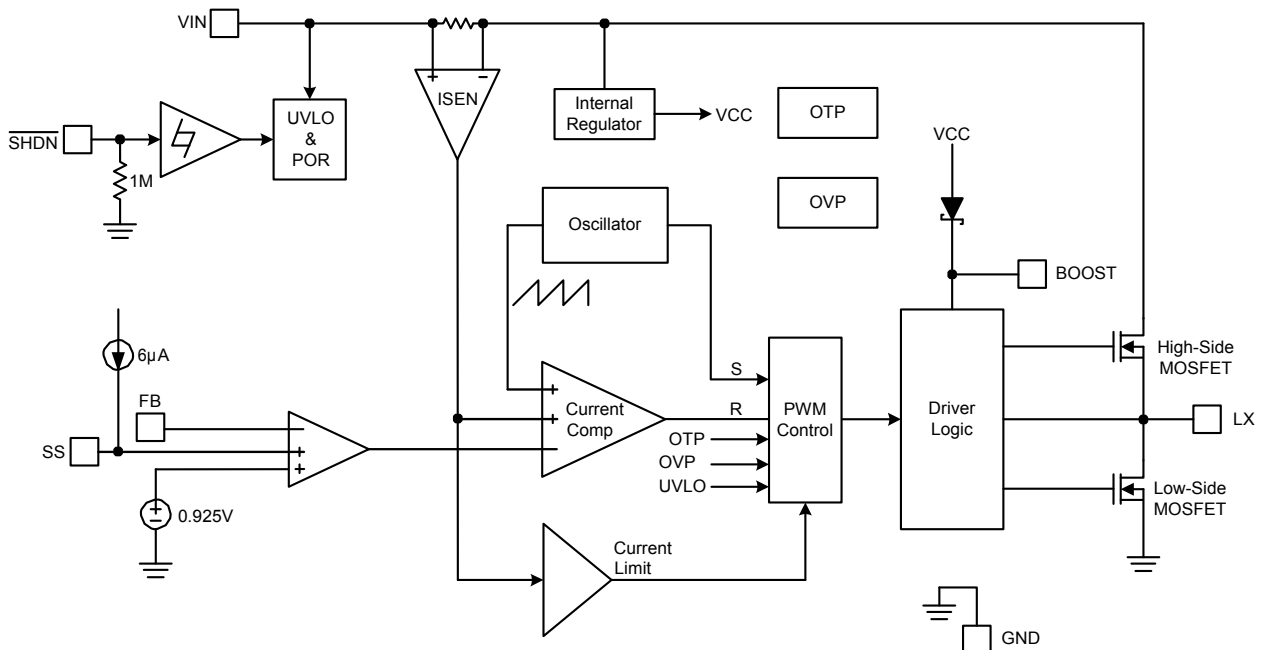 VIN
ISEN
Internal
Regulator
VCC
OTP
UVLO
&
POR
SHDN
1M
VCC
OVP
Oscillator
BOOST
6µA
High-Side
MOSFET
FB
S
Current
Comp
R
PWM
Control
Driver
Logic
LX
SS
OTP
OVP
UVLO
0.925V
Low-Side
MOSFET
Current
Limit
GND